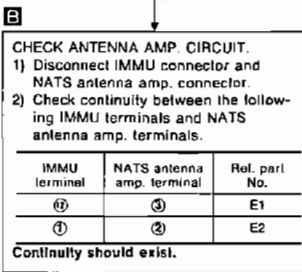 B
CHECK ANTENNA AMP. CIRCUIT.
1) Disconnect IMMU connector and
NATS antenna amp. connector.
2) Check continuity between the follow-
ing IMMU terminals and NATS
antenna amp. terminals.
IMMU terminal
NATS antenna amp. terminal
Ref. part No.
③
E1
①
②
E2
Continuity should exist.